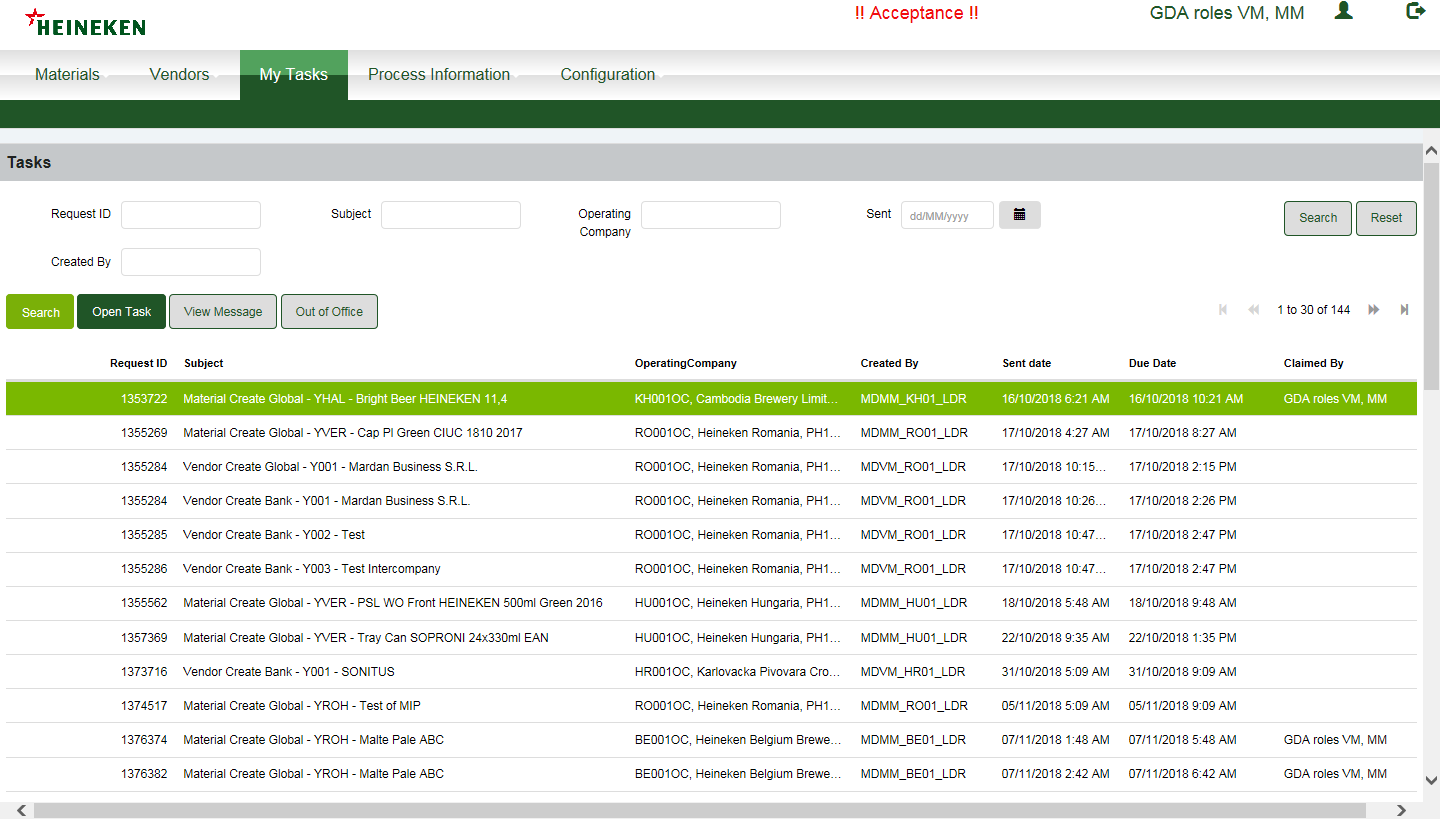 HEINEKEN
!! Acceptance !!
GDA roles VM, MM
Materials Vendors My Tasks Process Information Configuration
Tasks
Request ID Subject Operating Company Sent dd/MM/yyyy Search Reset
Created By
Search Open Task View Message Out of Office 1 to 30 of 144
Request ID Subject OperatingCompany Created By Sent date Due Date Claimed By
1353722 Material Create Global - YHAL - Bright Beer HEINEKEN 11,4 KH001OC, Cambodia Brewery Limit... MDMM_KH01_LDR 16/10/2018 6:21 AM 16/10/2018 10:21 AM GDA roles VM, MM
1355269 Material Create Global - YVER - Cap Pl Green CIUC 1810 2017 RO001OC, Heineken Romania, PH1... MDMM_RO01_LDR 17/10/2018 4:27 AM 17/10/2018 8:27 AM
1355284 Vendor Create Global - Y001 - Mardan Business S.R.L. RO001OC, Heineken Romania, PH1... MDVM_RO01_LDR 17/10/2018 10:15... 17/10/2018 2:15 PM
1355284 Vendor Create Bank - Y001 - Mardan Business S.R.L. RO001OC, Heineken Romania, PH1... MDVM_RO01_LDR 17/10/2018 10:26... 17/10/2018 2:26 PM
1355285 Vendor Create Bank - Y002 - Test RO001OC, Heineken Romania, PH1... MDVM_RO01_LDR 17/10/2018 10:47... 17/10/2018 2:47 PM
1355286 Vendor Create Bank - Y003 - Test Intercompany RO001OC, Heineken Romania, PH1... MDVM_RO01_LDR 17/10/2018 10:47... 17/10/2018 2:47 PM
1355562 Material Create Global - YVER - PSL WO Front HEINEKEN 500ml Green 2016 HU001OC, Heineken Hungaria, PH1... MDMM_HU01_LDR 18/10/2018 5:48 AM 18/10/2018 9:48 AM
1357369 Material Create Global - YVER - Tray Can SOPRONI 24x330ml EAN HU001OC, Heineken Hungaria, PH1... MDMM_HU01_LDR 22/10/2018 9:35 AM 22/10/2018 1:35 PM
1373716 Vendor Create Bank - Y001 - SONITUS HR001OC, Karlovacka Pivovara Cro... MDVM_HR01_LDR 31/10/2018 5:09 AM 31/10/2018 9:09 AM
1374517 Material Create Global - YROH - Test of MIP RO001OC, Heineken Romania, PH1... MDMM_RO01_LDR 05/11/2018 5:09 AM 05/11/2018 9:09 AM
1376374 Material Create Global - YROH - Malte Pale ABC BE001OC, Heineken Belgium Brewe... MDMM_BE01_LDR 07/11/2018 1:48 AM 07/11/2018 5:48 AM GDA roles VM, MM
1376382 Material Create Global - YROH - Malte Pale ABC BE001OC, Heineken Belgium Brewe... MDMM_BE01_LDR 07/11/2018 2:42 AM 07/11/2018 6:42 AM GDA roles VM, MM